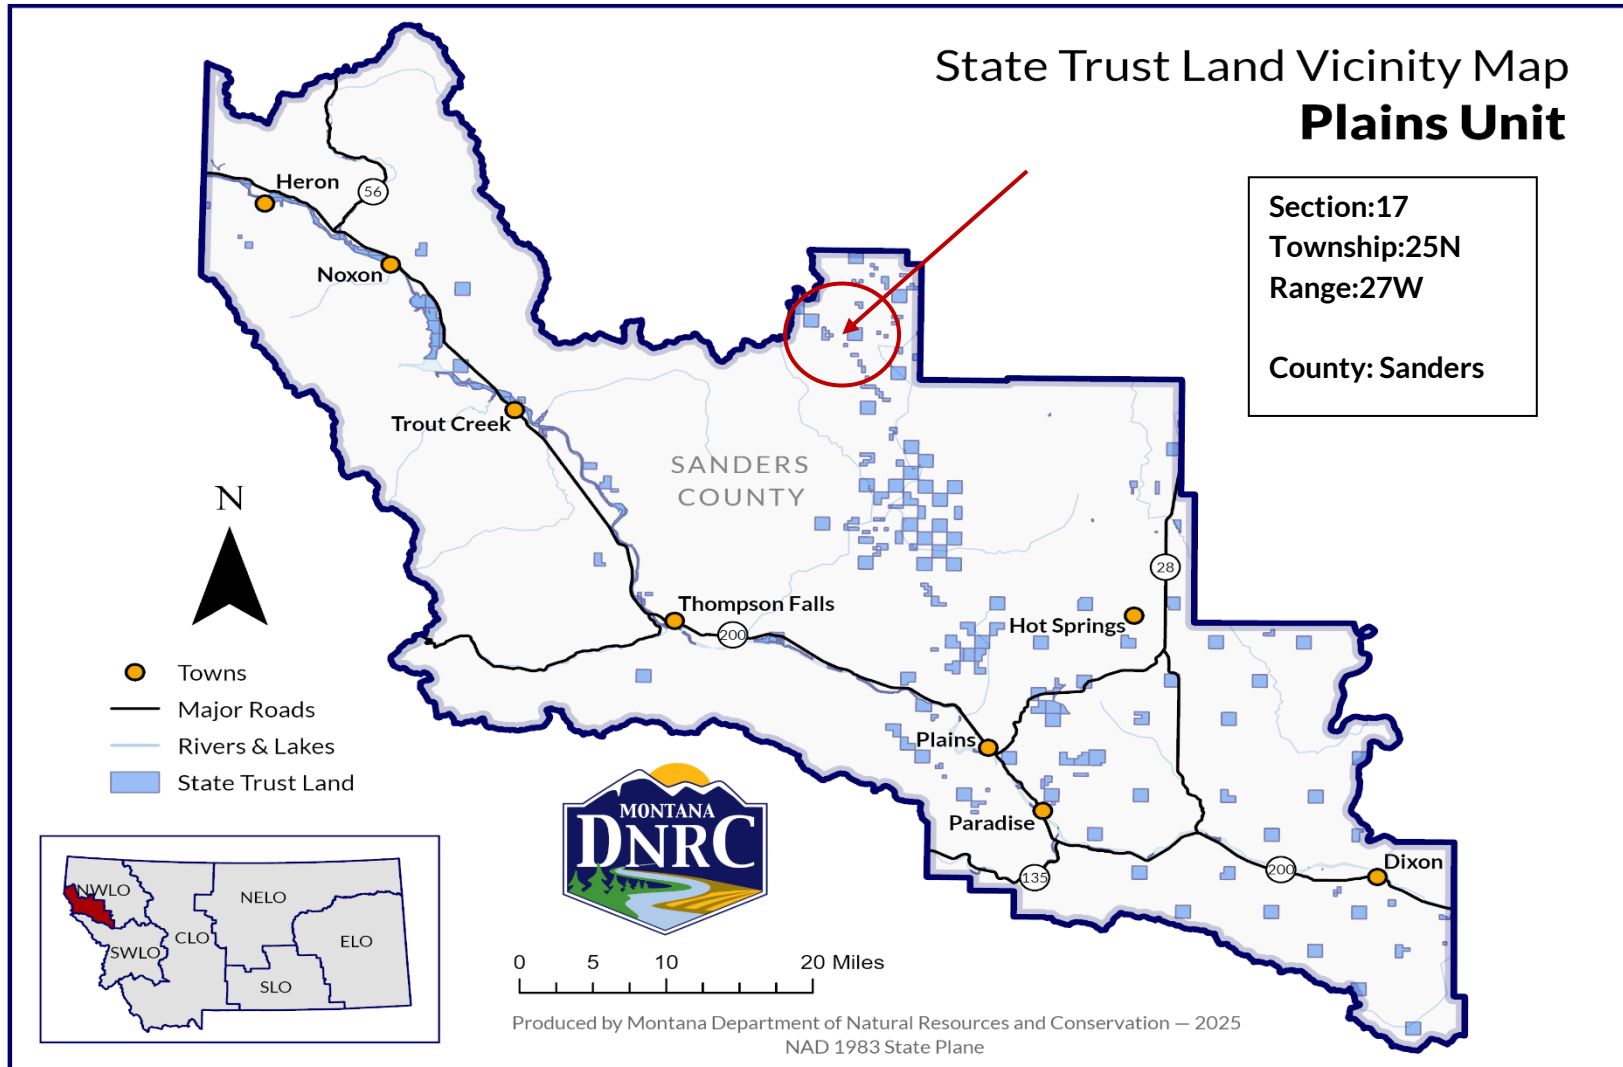 State Trust Land Vicinity Map
Plains Unit
Section:17
Township:25N
Range:27W
County: Sanders
Heron
56
Noxon
Trout Creek
SANDERS
COUNTY
N
28
Thompson Falls
200
Hot Springs
Towns
Major Roads
Rivers & Lakes
State Trust Land
Plains
Paradise
135
200
Dixon
MONTANA
DNRC
NWLO
SWLO
CLO
NELO
SLO
ELO
0 5 10 20 Miles
Produced by Montana Department of Natural Resources and Conservation — 2025
NAD 1983 State Plane